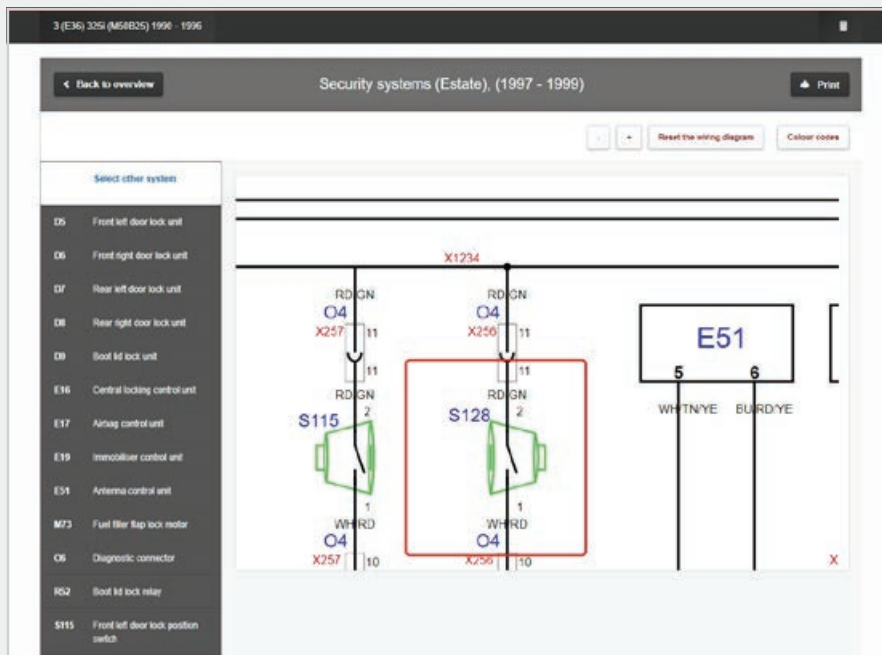 3 (E36) 325i (M50B25) 1990 - 1996
Back to overview
Security systems (Estate), (1997 - 1999)
Print
- + Reset the wiring diagram Colour codes
Select other system
D5 Front left door lock unit
D6 Front right door lock unit
D7 Rear left door lock unit
D8 Rear right door lock unit
D9 Boot lid lock unit
E16 Central locking control unit
E17 Airbag control unit
E19 Immobiliser control unit
E51 Antenna control unit
M73 Fuel filler flap lock motor
O6 Diagnostic connector
R52 Boot lid lock relay
S115 Front left door lock position
switch
X1234
RD GN RD GN
O4 O4
X257 11 X256 11
E51
11 11
5 6
RD GN RD GN
WH/TN/YE BU/RD/YE
S115 2 S128 2
1 1
WH RD WH RD
O4 O4
X257 10 X256 10 X